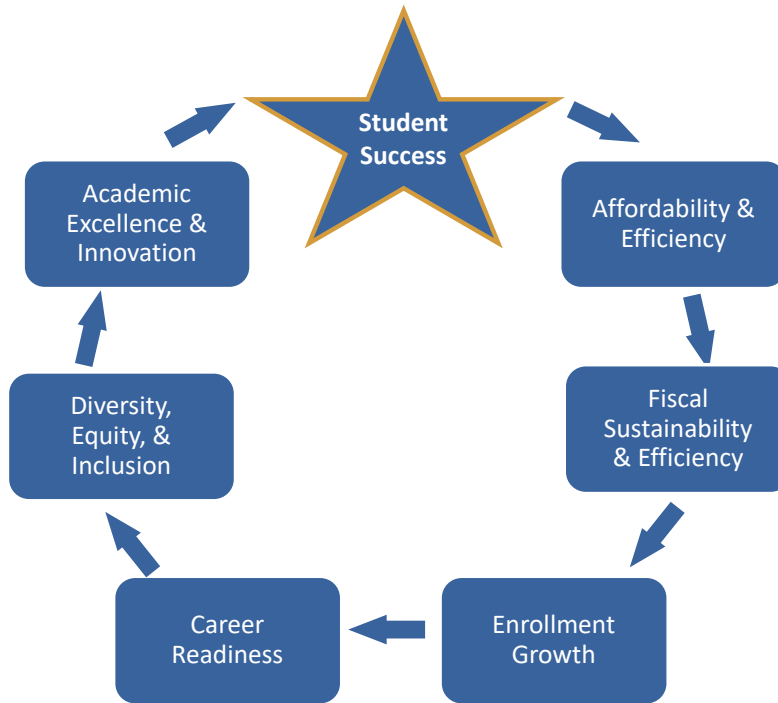 Student
Success
Affordability &
Efficiency
Fiscal
Sustainability
& Efficiency
Enrollment
Growth
Career
Readiness
Diversity,
Equity, &
Inclusion
Academic
Excellence &
Innovation